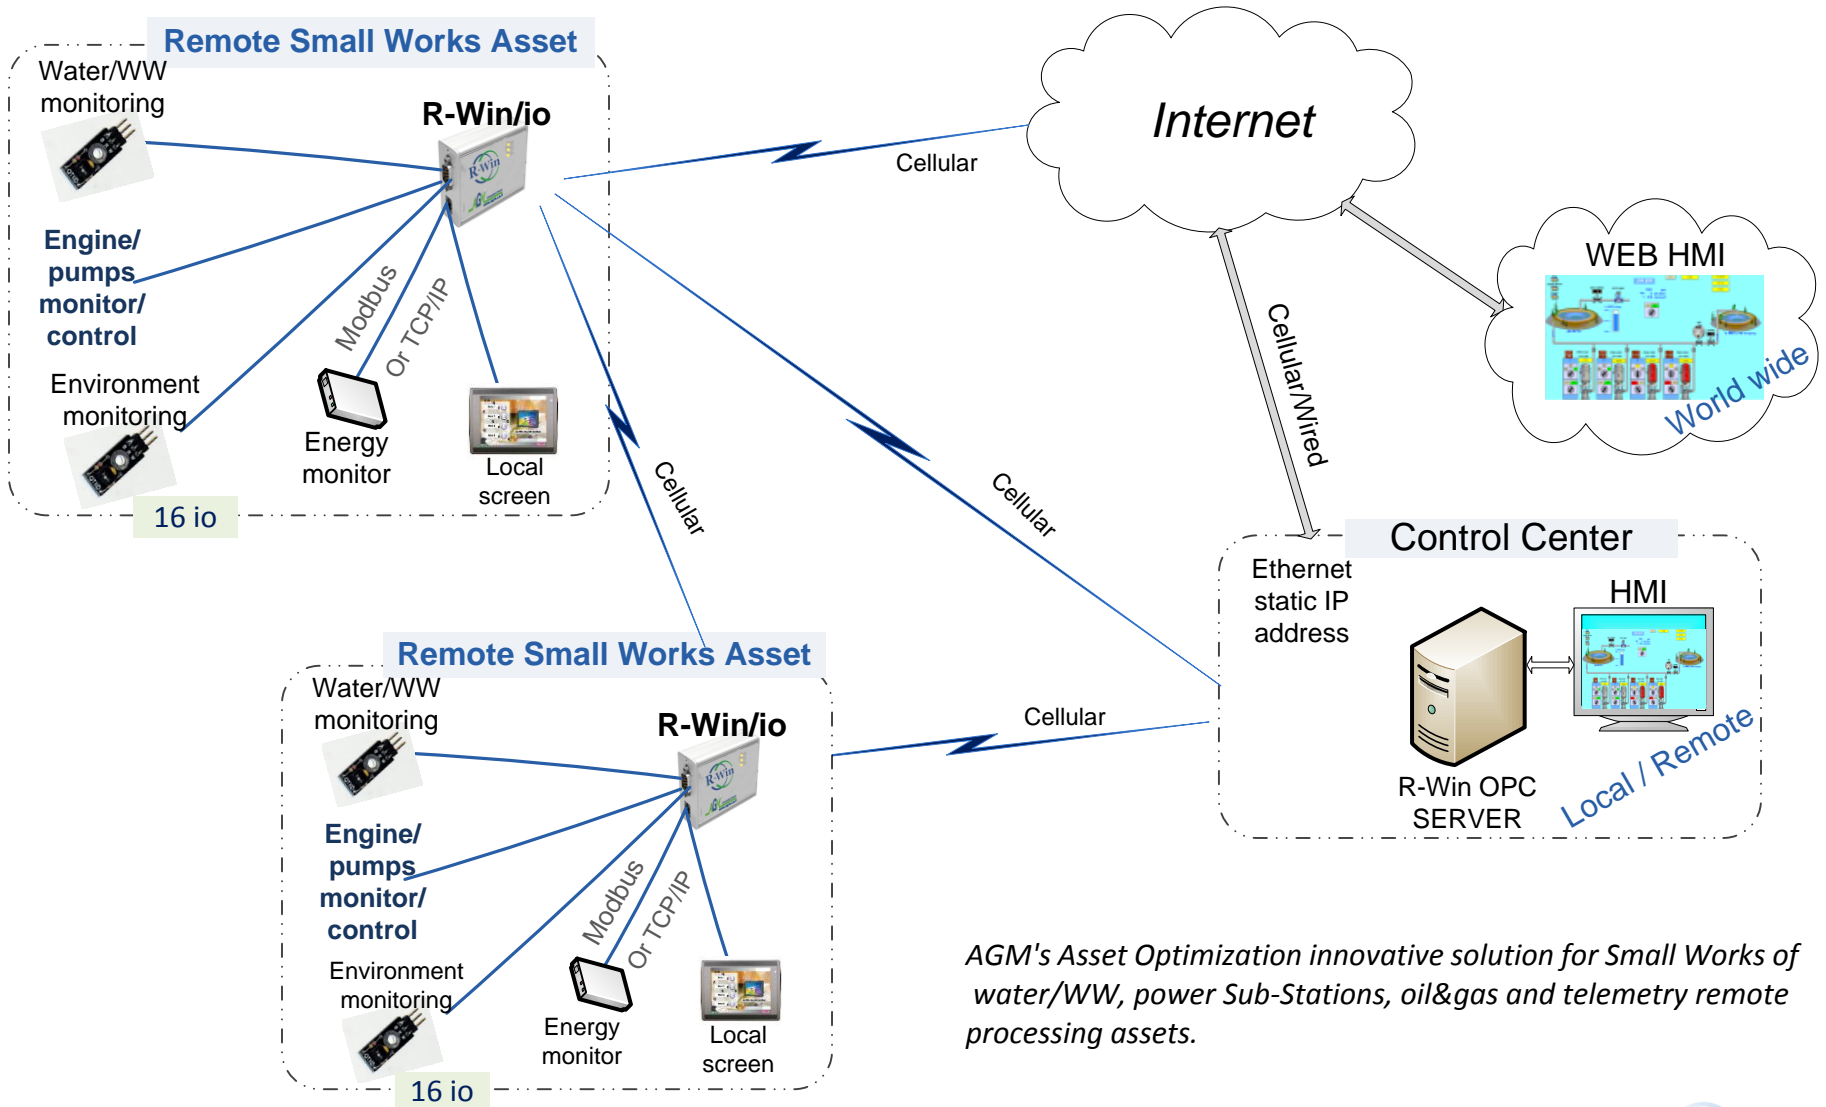 Remote Small Works Asset
Water/WW
monitoring
R-Win/io
R-Win
Engine/
pumps
monitor/
control
Environment
monitoring
Modbus
Or TCP/IP
Energy
monitor
Local
screen
16 io
Cellular
Cellular
Cellular
Internet
WEB HMI
World wide
Cellular/Wired
Control Center
Ethernet
static IP
address
HMI
R-Win OPC
SERVER
Local / Remote
Remote Small Works Asset
Water/WW
monitoring
R-Win/io
R-Win
Engine/
pumps
monitor/
control
Environment
monitoring
Modbus
Or TCP/IP
Energy
monitor
Local
screen
16 io
Cellular
AGM's Asset Optimization innovative solution for Small Works of
water/WW, power Sub-Stations, oil&gas and telemetry remote
processing assets.